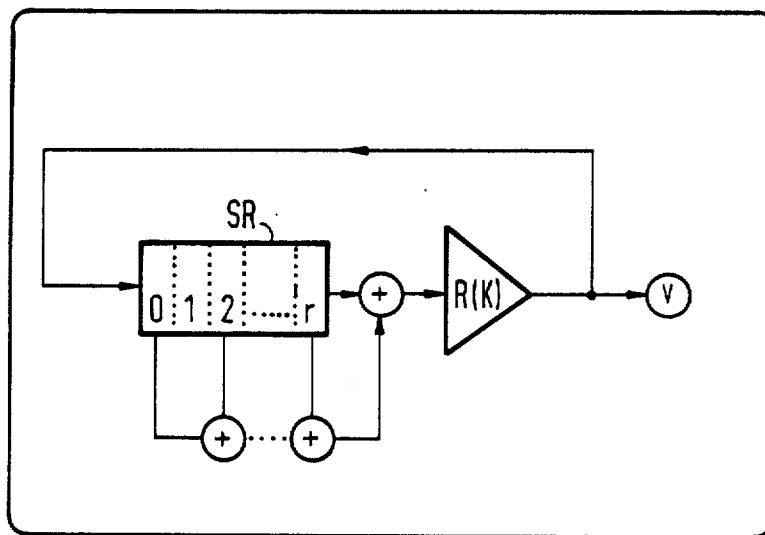 SR
0 1 2 ...... r
+
R(K)
V
+ ..... +